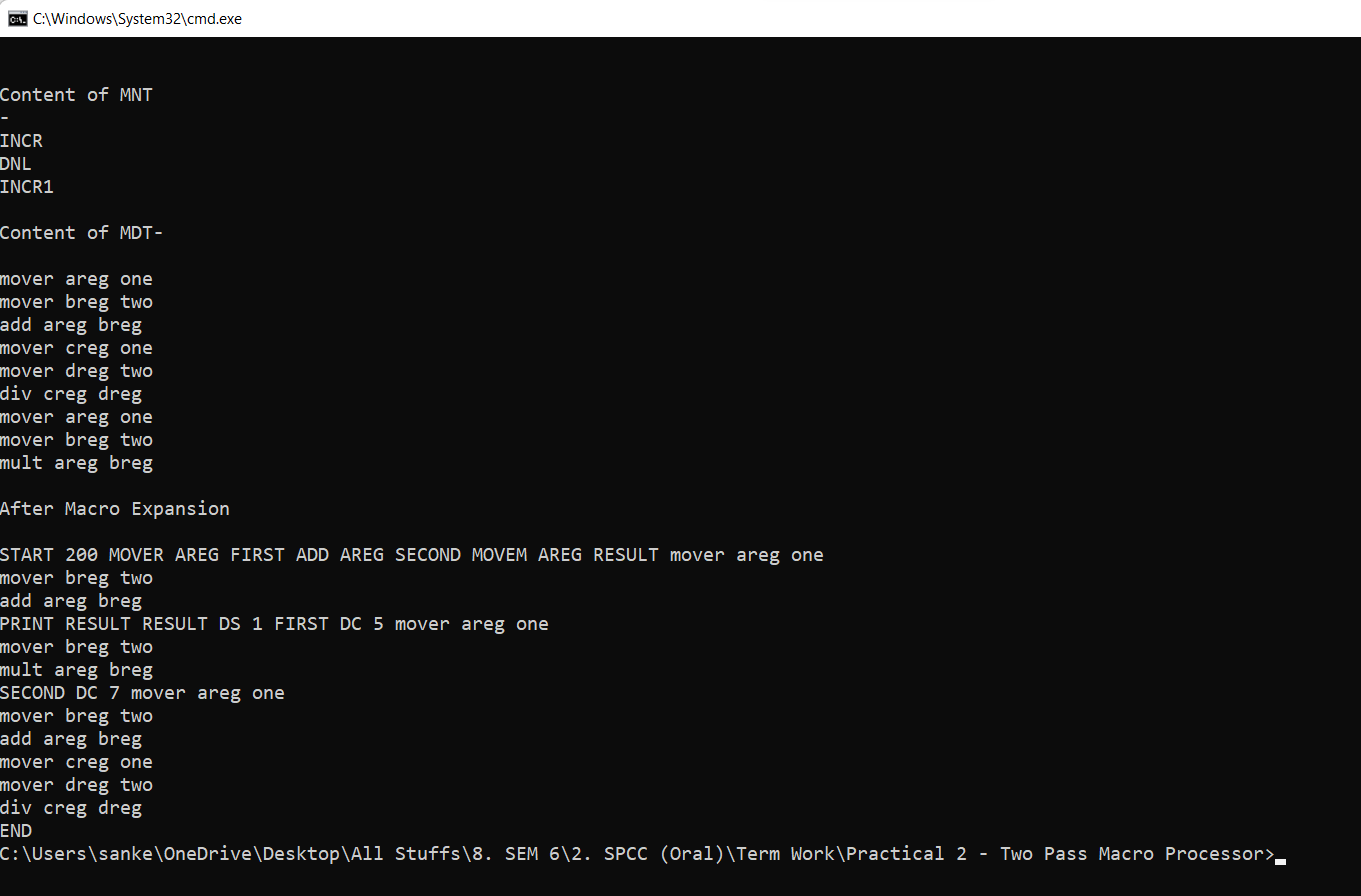 C:\Windows\System32\cmd.exe
Content of MNT
-
INCR
DNL
INCR1
Content of MDT-
mover areg one
mover breg two
add areg breg
mover creg one
mover dreg two
div creg dreg
mover areg one
mover breg two
mult areg breg
After Macro Expansion
START 200 MOVER AREG FIRST ADD AREG SECOND MOVEM AREG RESULT mover areg one
mover breg two
add areg breg
PRINT RESULT RESULT DS 1 FIRST DC 5 mover areg one
mover breg two
mult areg breg
SECOND DC 7 mover areg one
mover breg two
add areg breg
mover creg one
mover dreg two
div creg dreg
END
C:\Users\sanke\OneDrive\Desktop\All Stuffs\8. SEM 6\2. SPCC (Oral)\Term Work\Practical 2 - Two Pass Macro Processor>